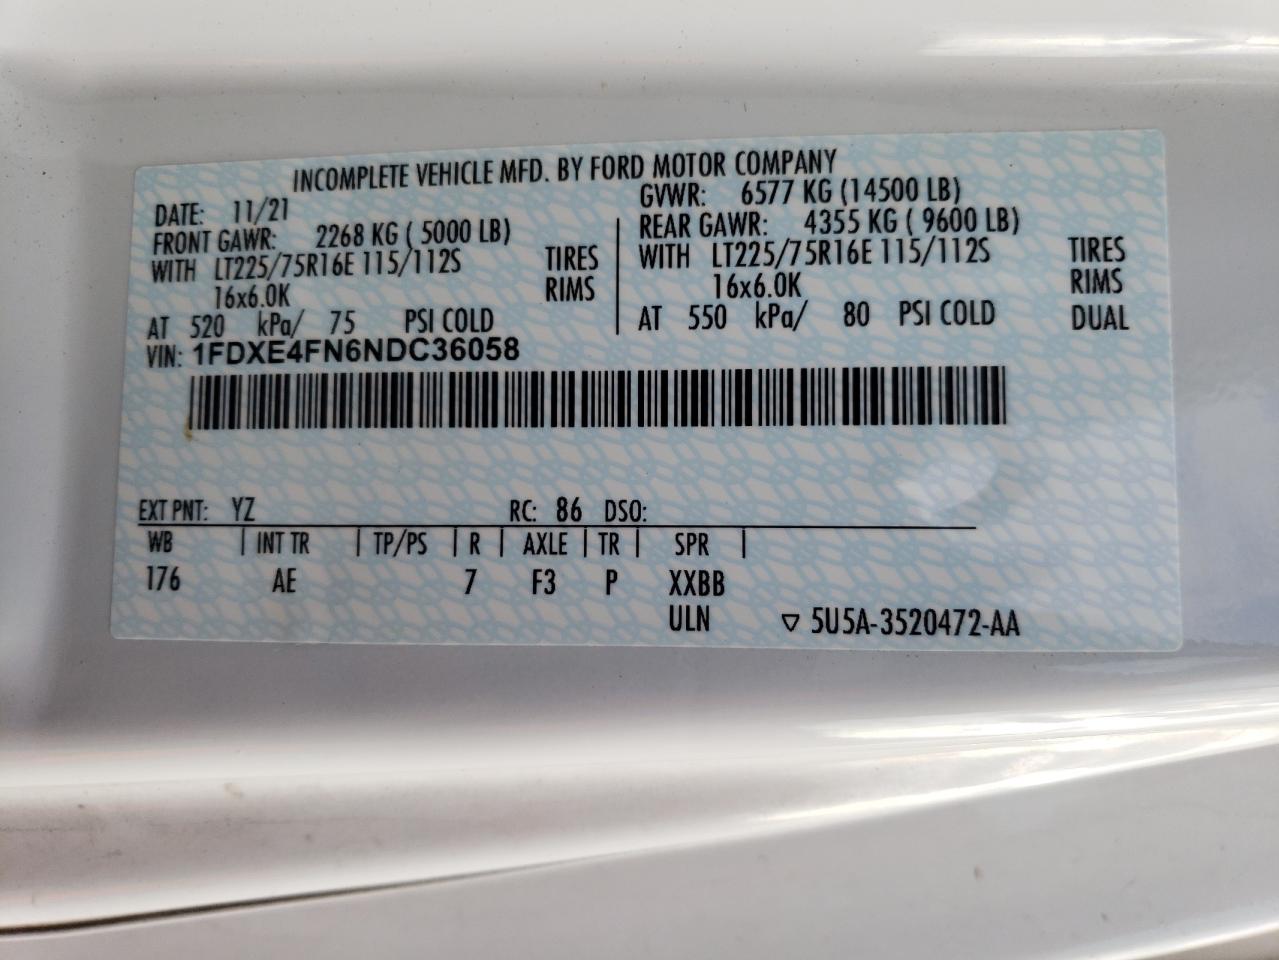 INCOMPLETE VEHICLE MFD. BY FORD MOTOR COMPANY
DATE: 11/21
FRONT GAWR: 2268 KG ( 5000 LB)
WITH LT225/75R16E 115/112S TIRES
16x6.0K RIMS
AT 520 kPa/ 75 PSI COLD
GVWR: 6577 KG (14500 LB)
REAR GAWR: 4355 KG ( 9600 LB)
WITH LT225/75R16E 115/112S TIRES
16x6.0K RIMS
AT 550 kPa/ 80 PSI COLD DUAL
VIN: 1FDXE4FN6NDC36058
EXT PNT: YZ RC: 86 DSO:
WB | INT TR | TP/PS | R | AXLE | TR | SPR |
176 AE 7 F3 P XXBB
ULN ▽ 5U5A-3520472-AA